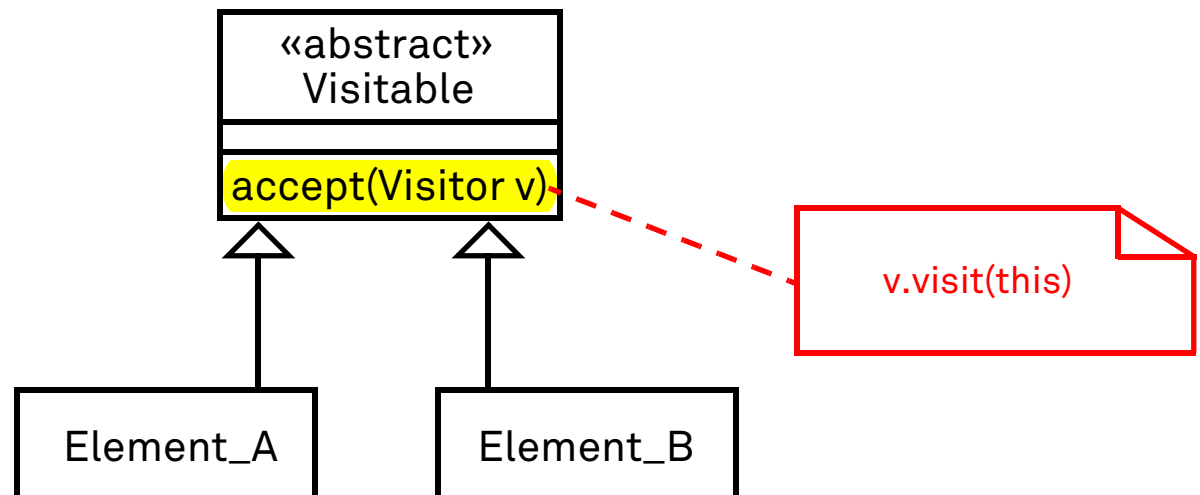 «abstract»
Visitable
accept(Visitor v)
v.visit(this)
Element_A
Element_B